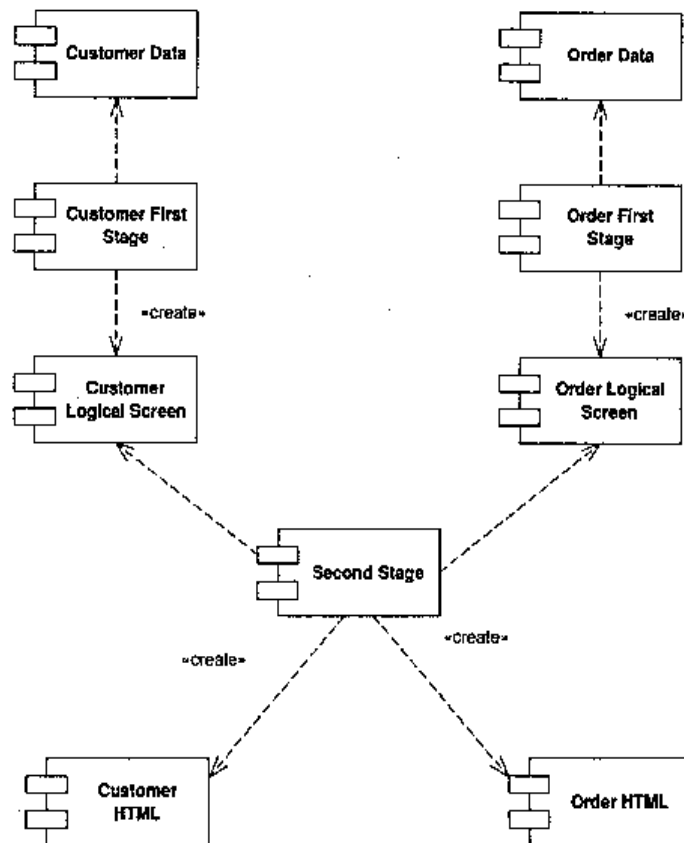 Customer Data
Order Data
Customer First
Stage
Order First
Stage
«create»
«create»
Customer
Logical Screen
Order Logical
Screen
Second Stage
«create»
«create»
Customer
HTML
Order HTML